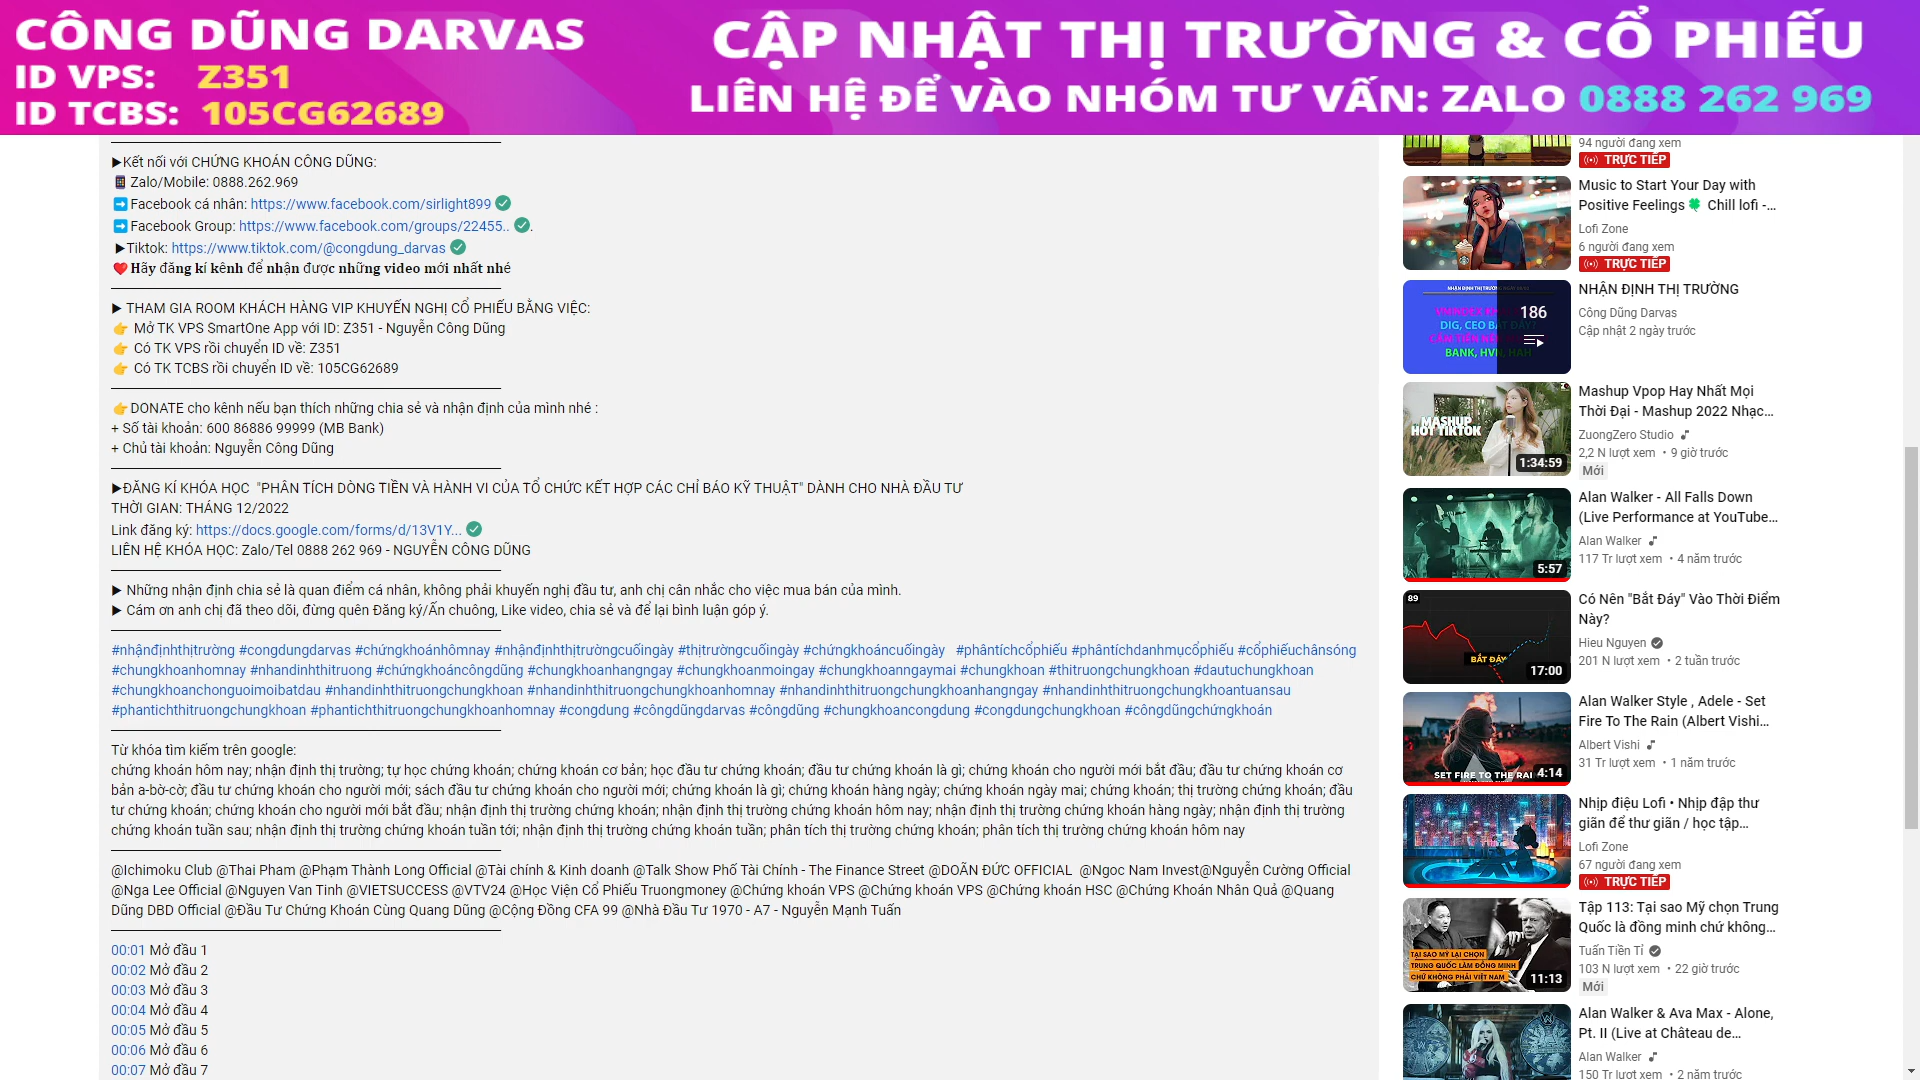 CÔNG DŨNG DARVAS
ID VPS: Z351
ID TCBS: 105CG62689
CẬP NHẬT THỊ TRƯỜNG & CỔ PHIẾU
LIÊN HỆ ĐỂ VÀO NHÓM TƯ VẤN: ZALO 0888 262 969
▶Kết nối với CHỨNG KHOÁN CÔNG DŨNG:
📱 Zalo/Mobile: 0888.262.969
➡️Facebook cá nhân: https://www.facebook.com/sirlight899
➡️Facebook Group: https://www.facebook.com/groups/22455.. .
▶Tiktok: https://www.tiktok.com/@congdung_darvas
❤️ Hãy đăng kí kênh để nhận được những video mới nhất nhé
▶ THAM GIA ROOM KHÁCH HÀNG VIP KHUYẾN NGHỊ CỔ PHIẾU BẰNG VIỆC:
👉 Mở TK VPS SmartOne App với ID: Z351 - Nguyễn Công Dũng
👉 Có TK VPS rồi chuyển ID về: Z351
👉 Có TK TCBS rồi chuyển ID về: 105CG62689
👉DONATE cho kênh nếu bạn thích những chia sẻ và nhận định của mình nhé :
+ Số tài khoản: 600 86886 99999 (MB Bank)
+ Chủ tài khoản: Nguyễn Công Dũng
▶ĐĂNG KÍ KHÓA HỌC "PHÂN TÍCH DÒNG TIỀN VÀ HÀNH VI CỦA TỔ CHỨC KẾT HỢP CÁC CHỈ BÁO KỸ THUẬT" DÀNH CHO NHÀ ĐẦU TƯ
THỜI GIAN: THÁNG 12/2022
Link đăng ký: https://docs.google.com/forms/d/13V1Y...
LIÊN HỆ KHÓA HỌC: Zalo/Tel 0888 262 969 - NGUYỄN CÔNG DŨNG
▶ Những nhận định chia sẻ là quan điểm cá nhân, không phải khuyến nghị đầu tư, anh chị cân nhắc cho việc mua bán của mình.
▶ Cám ơn anh chị đã theo dõi, đừng quên Đăng ký/Ấn chuông, Like video, chia sẻ và để lại bình luận góp ý.
#nhậnđịnhthịtrường #congdungdarvas #chứngkhoánhômnay #nhậnđịnhthịtrườngcuốingày #thịtrườngcuốingày #chứngkhoáncuốingày #phântíchcổphiếu #phântíchdanhmụccổphiếu #cổphiếuchânsóng
#chungkhoanhomnay #nhandinhthitruong #chứngkhoáncôngdũng #chungkhoanhangngay #chungkhoanmoingay #chungkhoanngaymai #chungkhoan #thitruongchungkhoan #dautuchungkhoan
#chungkhoanchonguoimoibatdau #nhandinhthitruongchungkhoan #nhandinhthitruongchungkhoanhomnay #nhandinhthitruongchungkhoanhangngay #nhandinhthitruongchungkhoantuansau
#phantichthitruongchungkhoan #phantichthitruongchungkhoanhomnay #congdung #côngdũngdarvas #côngdũng #chungkhoancongdung #congdungchungkhoan #côngdũngchứngkhoán
Từ khóa tìm kiếm trên google:
chứng khoán hôm nay; nhận định thị trường; tự học chứng khoán; chứng khoán cơ bản; học đầu tư chứng khoán; đầu tư chứng khoán là gì; chứng khoán cho người mới bắt đầu; đầu tư chứng khoán cơ
bản a-bờ-cờ; đầu tư chứng khoán cho người mới; sách đầu tư chứng khoán cho người mới; chứng khoán là gì; chứng khoán hàng ngày; chứng khoán ngày mai; chứng khoán; thị trường chứng khoán; đầu
tư chứng khoán; chứng khoán cho người mới bắt đầu; nhận định thị trường chứng khoán; nhận định thị trường chứng khoán hôm nay; nhận định thị trường chứng khoán hàng ngày; nhận định thị trường
chứng khoán tuần sau; nhận định thị trường chứng khoán tuần tới; nhận định thị trường chứng khoán tuần; phân tích thị trường chứng khoán; phân tích thị trường chứng khoán hôm nay
@Ichimoku Club @Thai Pham @Phạm Thành Long Official @Tài chính & Kinh doanh @Talk Show Phố Tài Chính - The Finance Street @DOÃN ĐỨC OFFICIAL @Ngoc Nam Invest@Nguyễn Cường Official
@Nga Lee Official @Nguyen Van Tinh @VIETSUCCESS @VTV24 @Học Viện Cổ Phiếu Truongmoney @Chứng khoán VPS @Chứng khoán VPS @Chứng khoán HSC @Chứng Khoán Nhân Quả @Quang
Dũng DBD Official @Đầu Tư Chứng Khoán Cùng Quang Dũng @Cộng Đồng CFA 99 @Nhà Đầu Tư 1970 - A7 - Nguyễn Mạnh Tuấn
00:01 Mở đầu 1
00:02 Mở đầu 2
00:03 Mở đầu 3
00:04 Mở đầu 4
00:05 Mở đầu 5
00:06 Mở đầu 6
00:07 Mở đầu 7
94 người đang xem
TRỰC TIẾP
Music to Start Your Day with
Positive Feelings🍀 Chill lofi -...
Lofi Zone
6 người đang xem
TRỰC TIẾP
186
DIG, CEO BẮT ĐÁY?
BANK, HVN, HAH
NHẬN ĐỊNH THỊ TRƯỜNG
Công Dũng Darvas
Cập nhật 2 ngày trước
MASHUP
HOT TIKTOK
1:34:59
Mashup Vpop Hay Nhất Mọi
Thời Đại - Mashup 2022 Nhạc...
ZuongZero Studio
2,2 N lượt xem • 9 giờ trước
Mới
5:57
Alan Walker - All Falls Down
(Live Performance at YouTube...
Alan Walker
117 Tr lượt xem • 4 năm trước
89
BẮT ĐÁY
17:00
Có Nên "Bắt Đáy" Vào Thời Điểm
Này?
Hieu Nguyen
201 N lượt xem • 2 tuần trước
SET FIRE TO THE RAI
4:14
Alan Walker Style , Adele - Set
Fire To The Rain (Albert Vishi...
Albert Vishi
31 Tr lượt xem • 1 năm trước
Nhịp điệu Lofi • Nhịp đập thư
giãn để thư giãn / học tập...
Lofi Zone
67 người đang xem
TRỰC TIẾP
TẠI SAO MỸ LẠI CHỌN
TRUNG QUỐC LÀM ĐỒNG MINH
CHỨ KHÔNG PHẢI VIỆT NAM
11:13
Tập 113: Tại sao Mỹ chọn Trung
Quốc là đồng minh chứ không...
Tuấn Tiền Tỉ
103 N lượt xem • 22 giờ trước
Mới
Alan Walker & Ava Max - Alone,
Pt. II (Live at Château de...
Alan Walker
150 Tr lượt xem • 2 năm trước